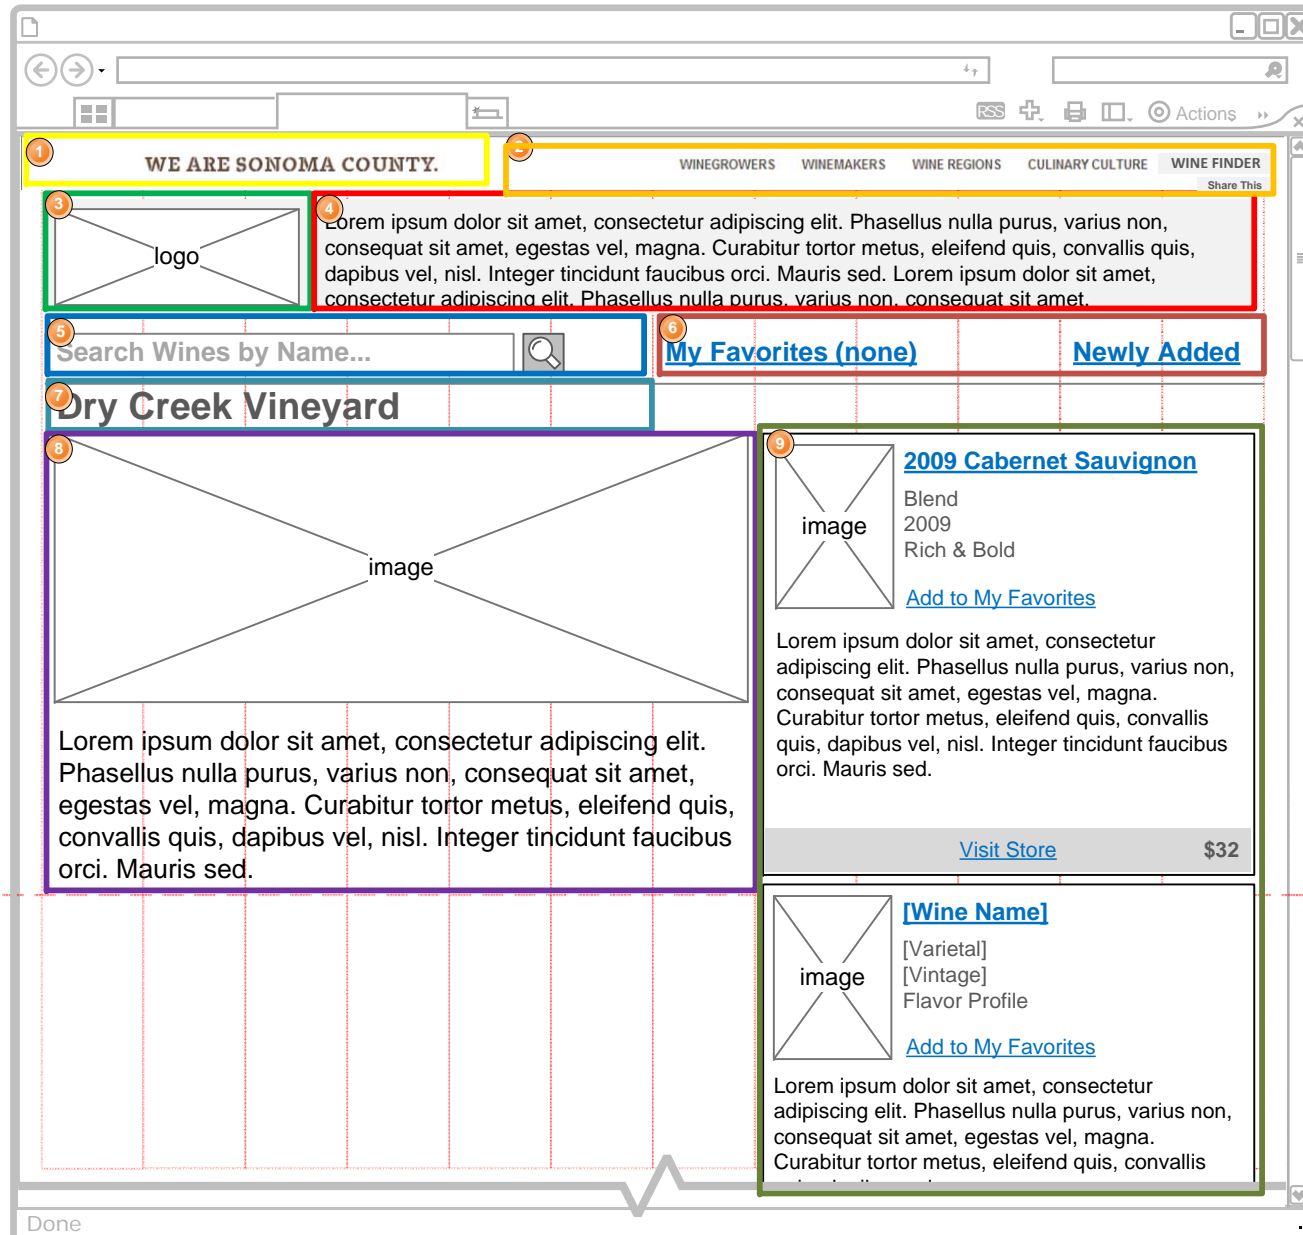 RSS
Actions
1
WE ARE SONOMA COUNTY.
2
WINEGROWERS WINEMAKERS WINE REGIONS CULINARY CULTURE WINE FINDER
Share This
3
logo
4
Lorem ipsum dolor sit amet, consectetur adipiscing elit. Phasellus nulla purus, varius non,
consequat sit amet, egestas vel, magna. Curabitur tortor metus, eleifend quis, convallis quis,
dapibus vel, nisl. Integer tincidunt faucibus orci. Mauris sed. Lorem ipsum dolor sit amet,
consectetur adipiscing elit. Phasellus nulla purus, varius non, consequat sit amet.
5
Search Wines by Name...
6
My Favorites (none) Newly Added
7
Dry Creek Vineyard
8
image
Lorem ipsum dolor sit amet, consectetur adipiscing elit.
Phasellus nulla purus, varius non, consequat sit amet,
egestas vel, magna. Curabitur tortor metus, eleifend quis,
convallis quis, dapibus vel, nisl. Integer tincidunt faucibus
orci. Mauris sed.
9
image
2009 Cabernet Sauvignon
Blend
2009
Rich & Bold
Add to My Favorites
Lorem ipsum dolor sit amet, consectetur
adipiscing elit. Phasellus nulla purus, varius non,
consequat sit amet, egestas vel, magna.
Curabitur tortor metus, eleifend quis, convallis
quis, dapibus vel, nisl. Integer tincidunt faucibus
orci. Mauris sed.
Visit Store $32
image
[Wine Name]
[Varietal]
[Vintage]
Flavor Profile
Add to My Favorites
Lorem ipsum dolor sit amet, consectetur
adipiscing elit. Phasellus nulla purus, varius non,
consequat sit amet, egestas vel, magna.
Curabitur tortor metus, eleifend quis, convallis
Done